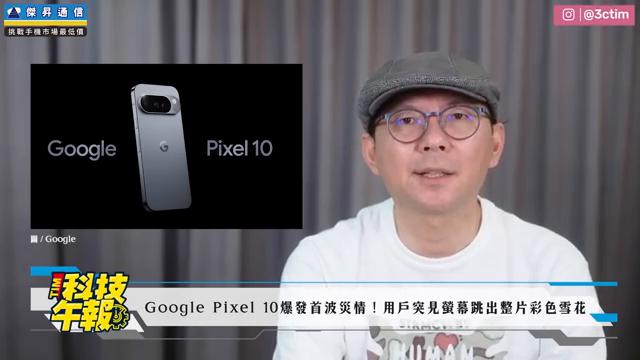 傑昇通信
挑戰手機市場最低價
@3ctim
Google Pixel 10
圖 / Google
TIM
科技
午報
Google Pixel 10爆發首波災情！用戶突見螢幕跳出整片彩色雪花
HUMAN